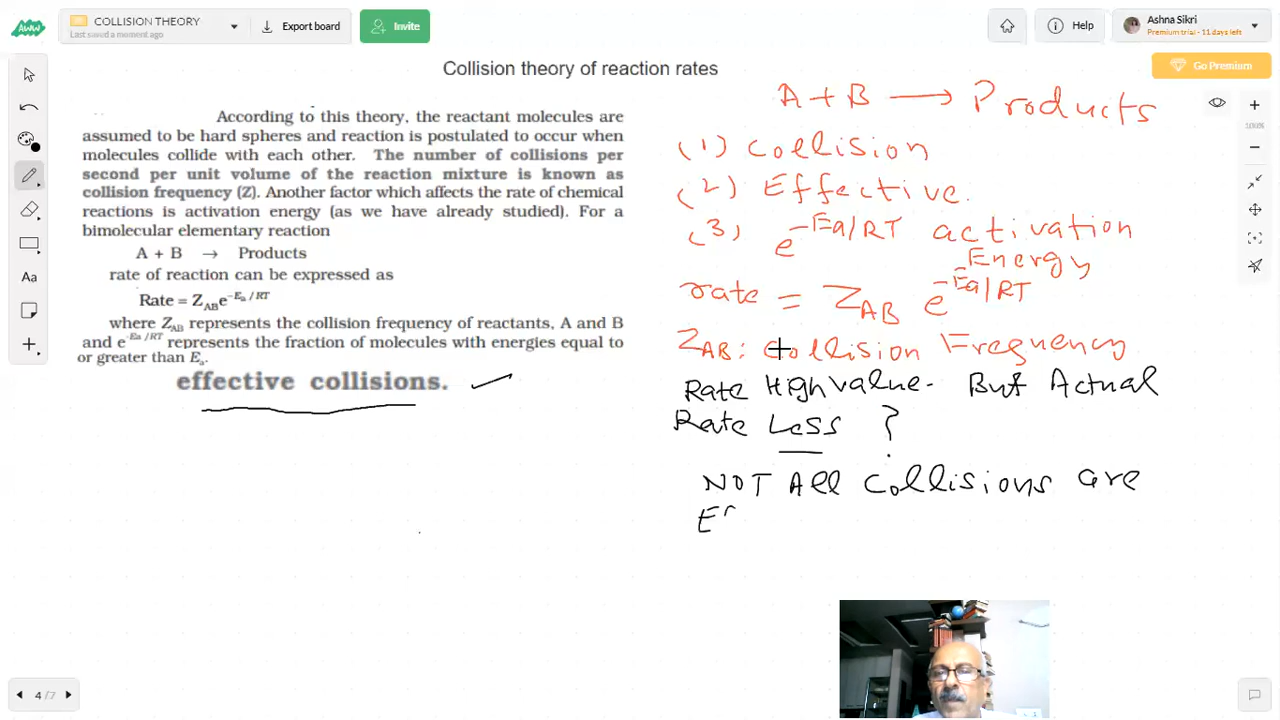 COLLISION THEORY
Last saved a moment ago
Export board
Invite
Help
Ashna Sikri
Premium trial - 11 days left
AWW
Go Premium
Collision theory of reaction rates
According to this theory, the reactant molecules are
assumed to be hard spheres and reaction is postulated to occur when
molecules collide with each other. The number of collisions per
second per unit volume of the reaction mixture is known as
collision frequency (Z). Another factor which affects the rate of chemical
reactions is activation energy (as we have already studied). For a
bimolecular elementary reaction
A + B → Products
rate of reaction can be expressed as
Rate = Z_AB e^–Ea / RT
where Z_AB represents the collision frequency of reactants, A and B
and e^–Ea / RT represents the fraction of molecules with energies equal to
or greater than Ea.
effective collisions.
A + B → Products
(1) Collision
(2) Effective.
(3) e^–Ea/RT activation
Energy
rate = Z_AB e^–Ea/RT
Z_AB: Collision Frequency
Rate High value. But Actual
Rate Less ?
NOT All Collisions are
100%
Aa
4 / 7